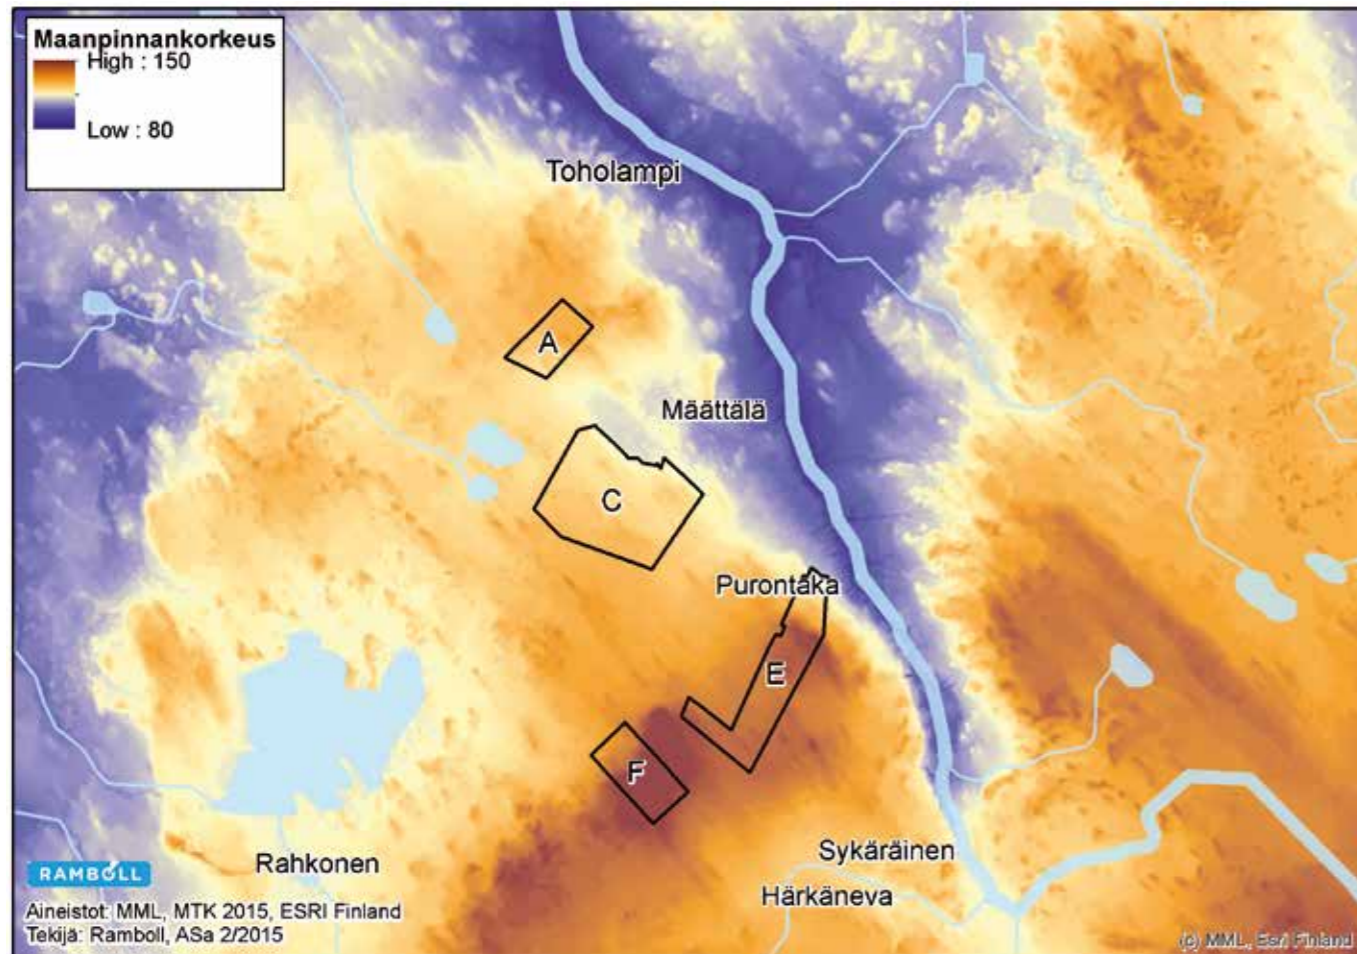 Maanpinnankorkeus
High : 150
Low : 80
Toholampi
A
Määttälä
C
Purontaka
E
F
Sykäräinen
Rahkonen
Härkäneva
RAMBOLL
Aineistot: MML, MTK 2015, ESRI Finland
Tekijä: Ramboll, ASa 2/2015
(c) MML, Esri Finland